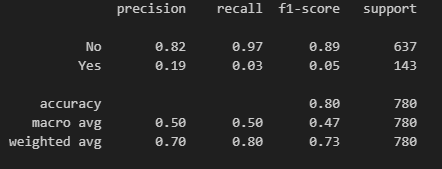 precision recall f1-score support
No 0.82 0.97 0.89 637
Yes 0.19 0.03 0.05 143
accuracy 0.80 780
macro avg 0.50 0.50 0.47 780
weighted avg 0.70 0.80 0.73 780